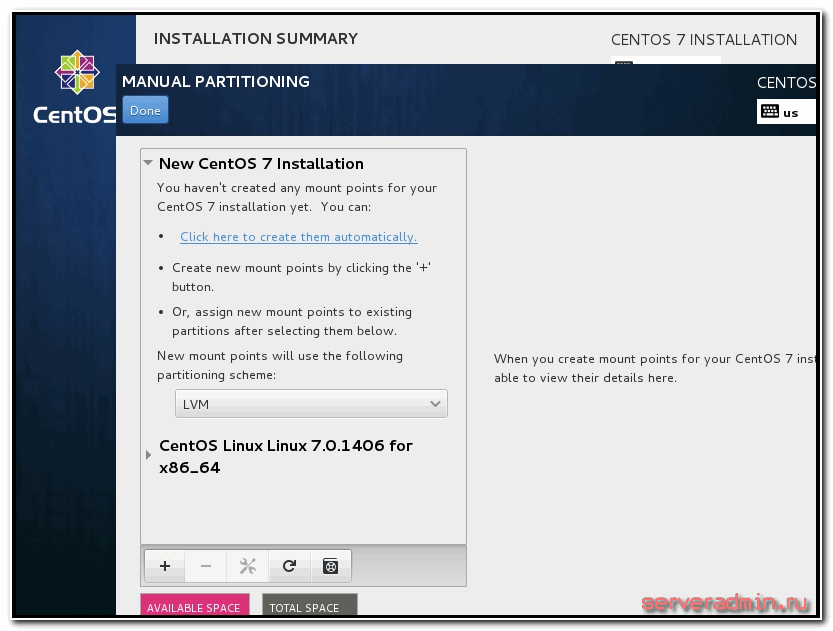 INSTALLATION SUMMARY
CENTOS 7 INSTALLATION
CentOS
MANUAL PARTITIONING
CENTOS
Done
us
New CentOS 7 Installation
You haven't created any mount points for your
CentOS 7 installation yet. You can:
• Click here to create them automatically.
• Create new mount points by clicking the '+'
button.
• Or, assign new mount points to existing
partitions after selecting them below.
New mount points will use the following
partitioning scheme:
LVM
CentOS Linux Linux 7.0.1406 for
x86_64
When you create mount points for your CentOS 7 inst
able to view their details here.
AVAILABLE SPACE
TOTAL SPACE
serveradmin.ru